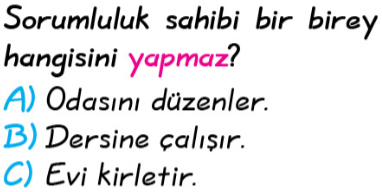 Sorumluluk sahibi bir birey
hangisini yapmaz?
A) Odasını düzenler.
B) Dersine çalışır.
C) Evi kirletir.